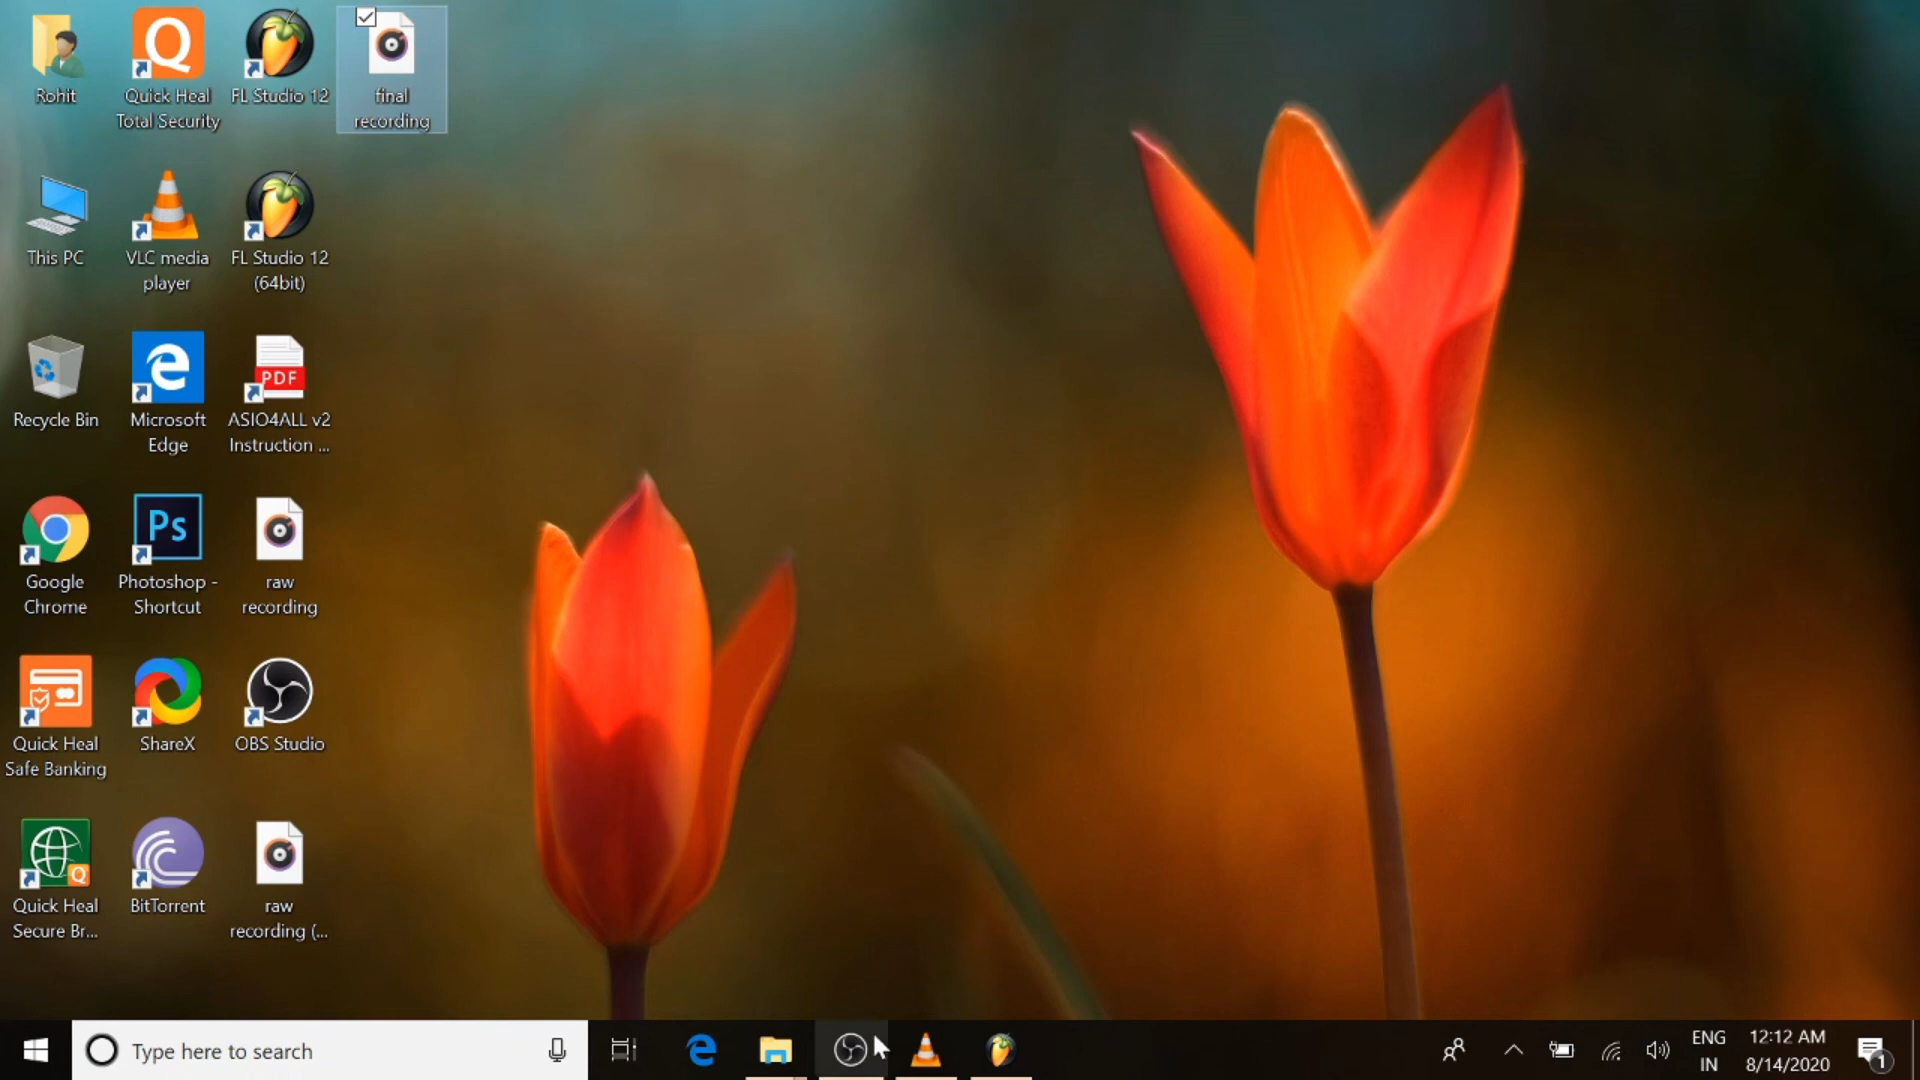 Rohit
Quick Heal
Total Security
FL Studio 12
final
recording
This PC
VLC media
player
FL Studio 12
(64bit)
Recycle Bin
Microsoft
Edge
PDF
ASIO4ALL v2
Instruction ...
Google
Chrome
Ps
Photoshop -
Shortcut
raw
recording
Quick Heal
Safe Banking
ShareX
OBS Studio
Quick Heal
Secure Br...
BitTorrent
raw
recording (...
Type here to search
ENG
IN
12:12 AM
8/14/2020
1